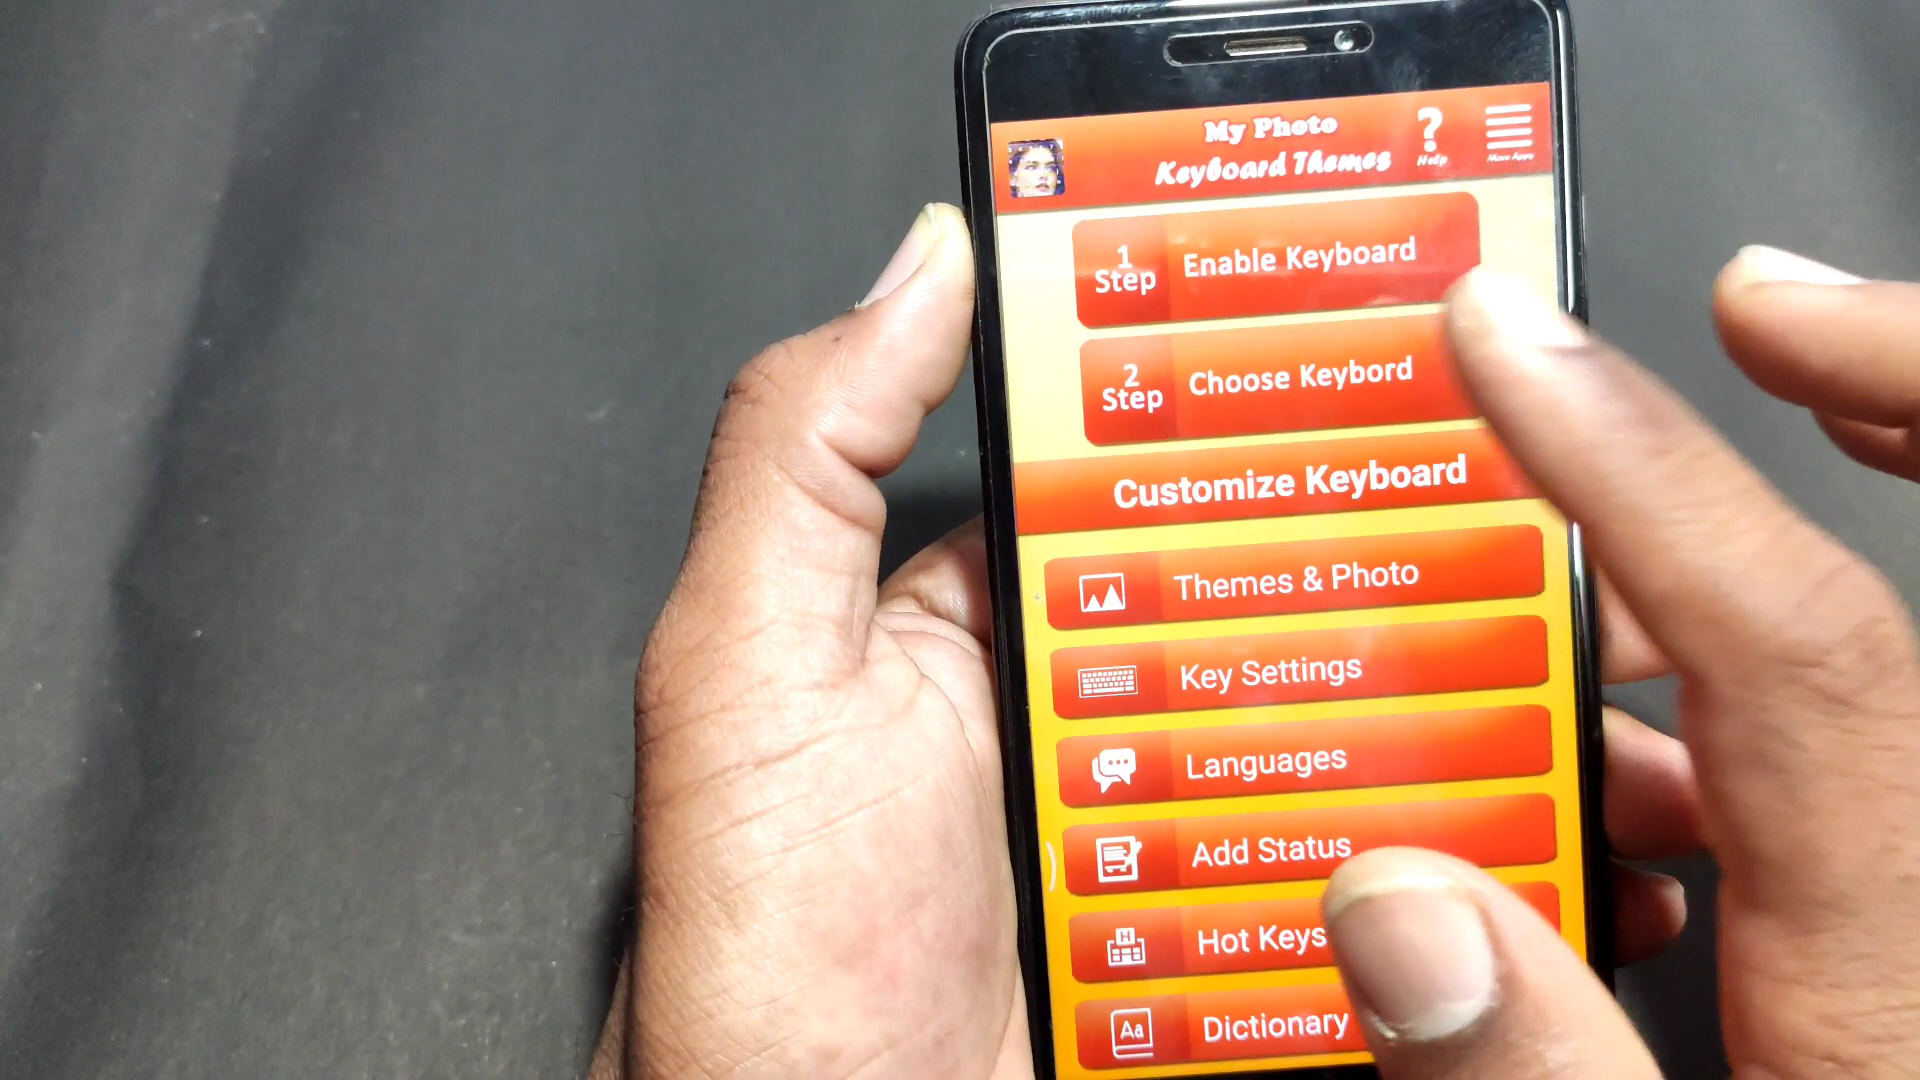 My Photo
Keyboard Themes
?
Help
More Apps
1
Step
Enable Keyboard
2
Step
Choose Keybord
Customize Keyboard
Themes & Photo
Key Settings
Languages
Add Status
H
Hot Keys
Aa
Dictionary